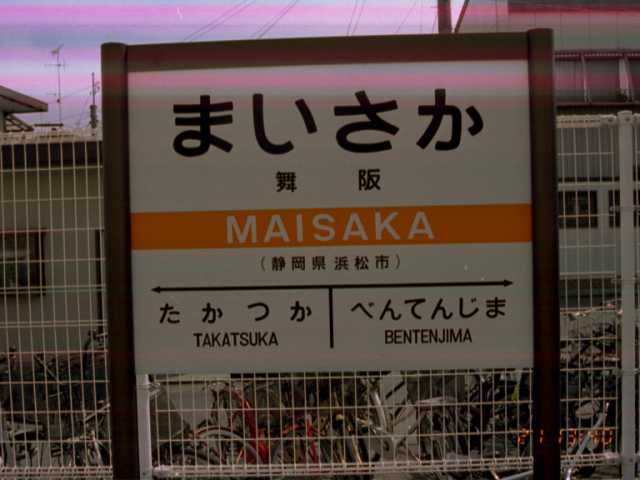 まいさか
舞阪
MAISAKA
(静岡県浜松市)
たかつか べんてんじま
TAKATSUKA BENTENJIMA